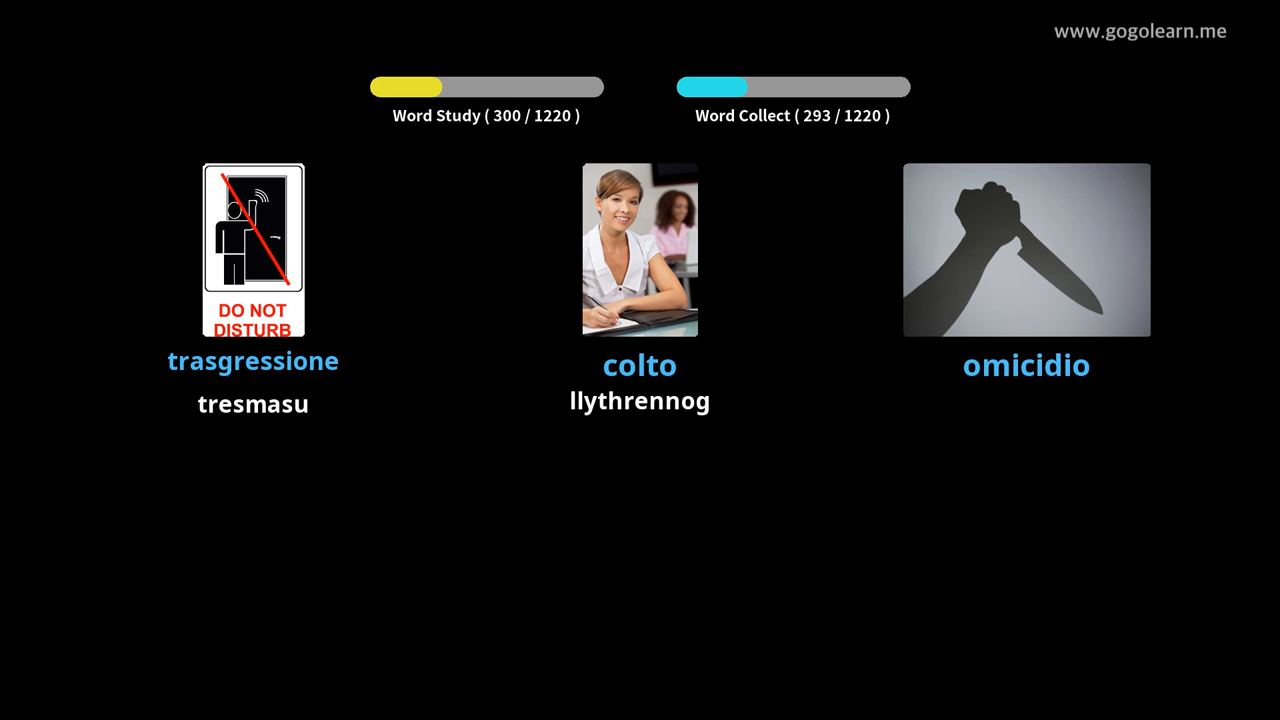 www.gogolearn.me
Word Study ( 300 / 1220 )
Word Collect ( 293 / 1220 )
DO NOT
DISTURB
trasgressione
tresmasu
colto
llythrennog
omicidio